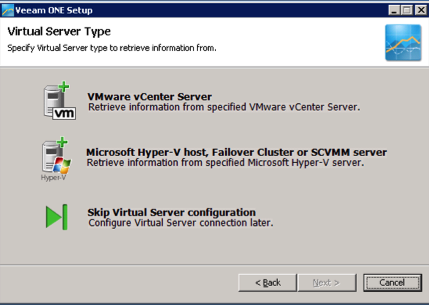 Veeam ONE Setup
Virtual Server Type
Specify Virtual Server type to retrieve information from.
VMware vCenter Server
Retrieve information from specified VMware vCenter Server.
vm
Microsoft Hyper-V host, Failover Cluster or SCVMM server
Retrieve information from specified Microsoft Hyper-V server.
Hyper-V
Skip Virtual Server configuration
Configure Virtual Server connection later.
< Back Next > Cancel